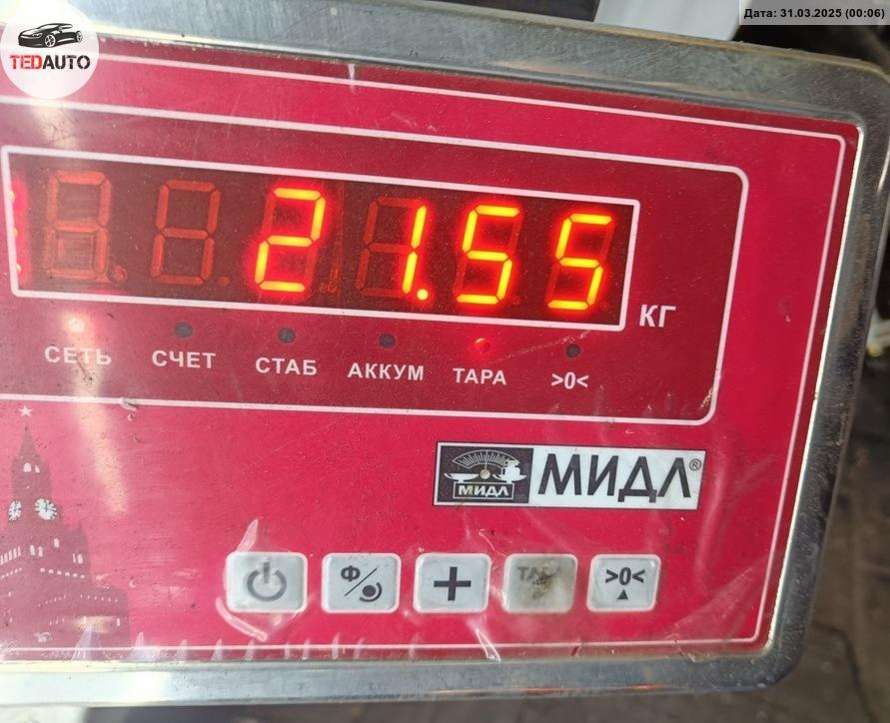 Дата: 31.03.2025 (00:06)
TEDAUTO
21.55
КГ
СЕТЬ СЧЕТ СТАБ АККУМ ТАРА >0<
МИДЛ МИДЛ®
Ф + >0<